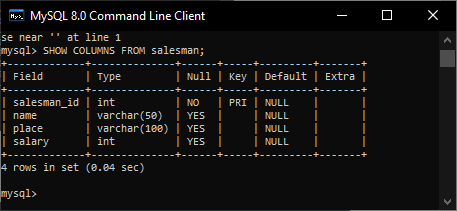 MySQL 8.0 Command Line Client
se near '' at line 1
mysql> SHOW COLUMNS FROM salesman;
+-------------+--------------+------+-----+---------+-------+
| Field       | Type         | Null | Key | Default | Extra |
+-------------+--------------+------+-----+---------+-------+
| salesman_id | int          | NO   | PRI | NULL    |       |
| name        | varchar(50)  | YES  |     | NULL    |       |
| place       | varchar(100) | YES  |     | NULL    |       |
| salary      | int          | YES  |     | NULL    |       |
+-------------+--------------+------+-----+---------+-------+
4 rows in set (0.04 sec)
mysql>